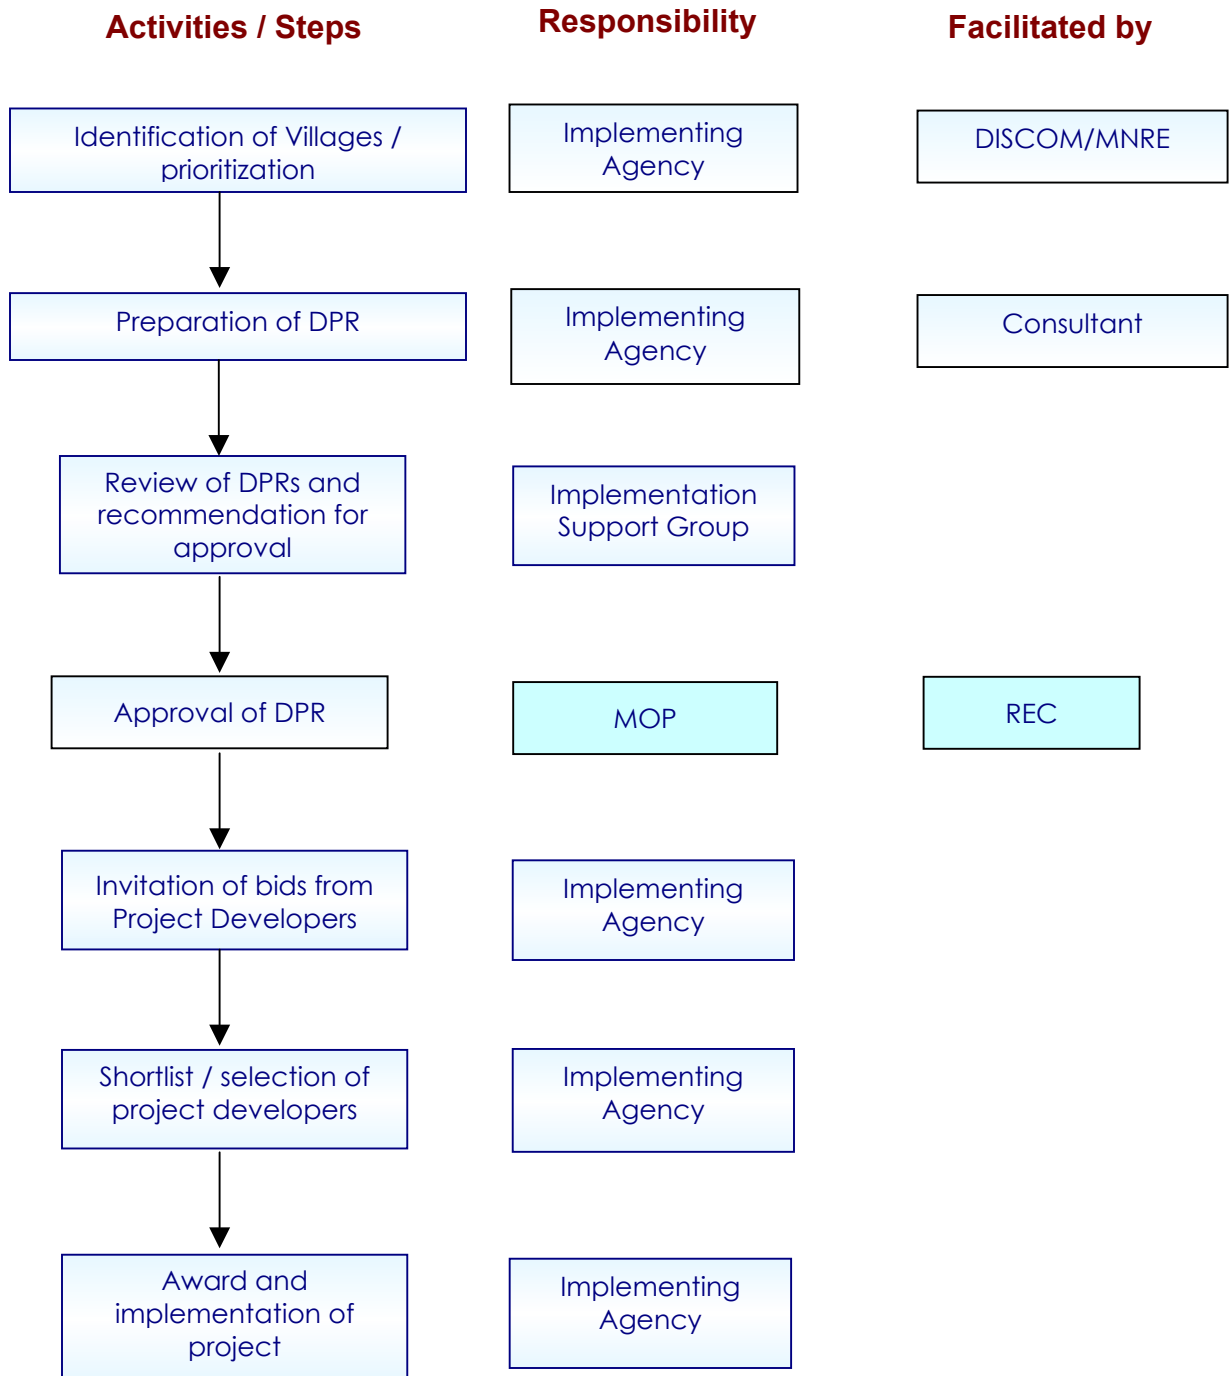 Activities / Steps
Responsibility
Facilitated by
Identification of Villages /
prioritization
Implementing
Agency
DISCOM/MNRE
Preparation of DPR
Implementing
Agency
Consultant
Review of DPRs and
recommendation for
approval
Implementation
Support Group
Approval of DPR
MOP
REC
Invitation of bids from
Project Developers
Implementing
Agency
Shortlist / selection of
project developers
Implementing
Agency
Award and
implementation of
project
Implementing
Agency